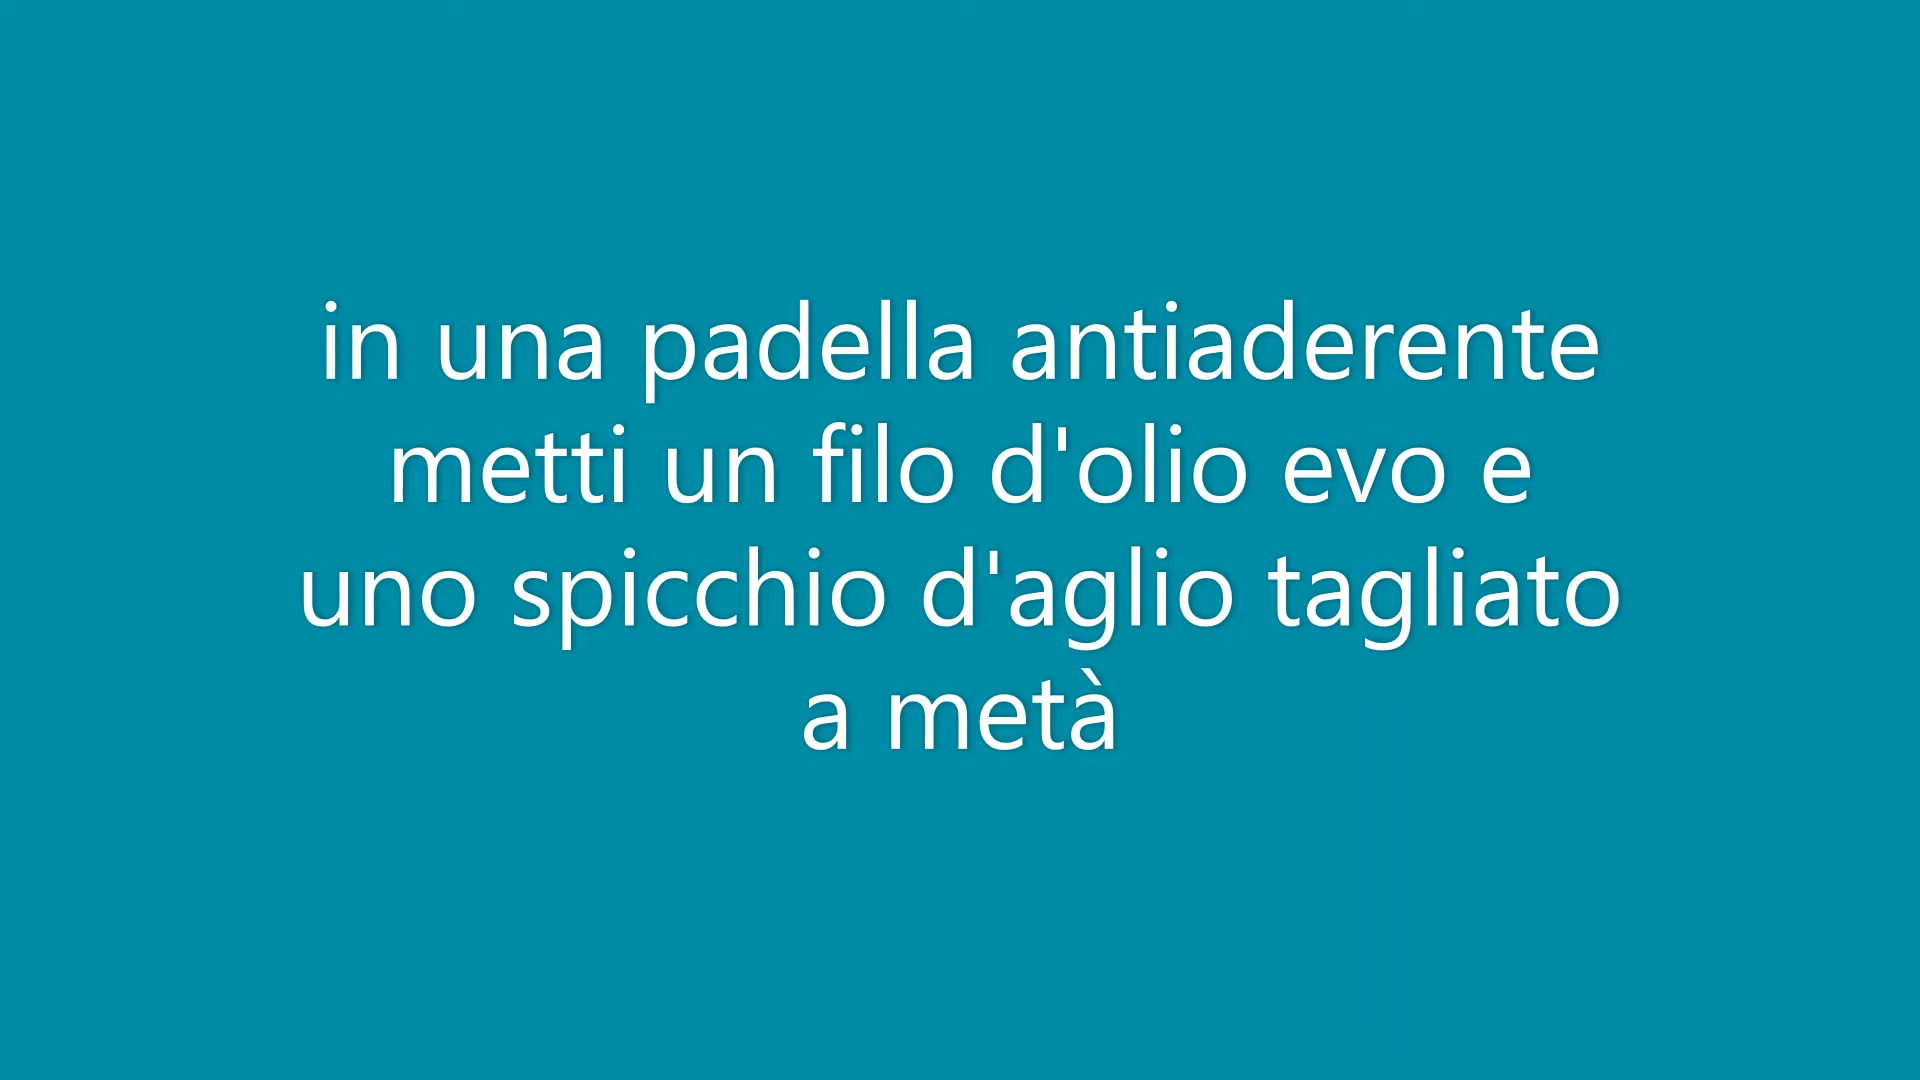 in una padella antiaderente
metti un filo d'olio evo e
uno spicchio d'aglio tagliato
a metà